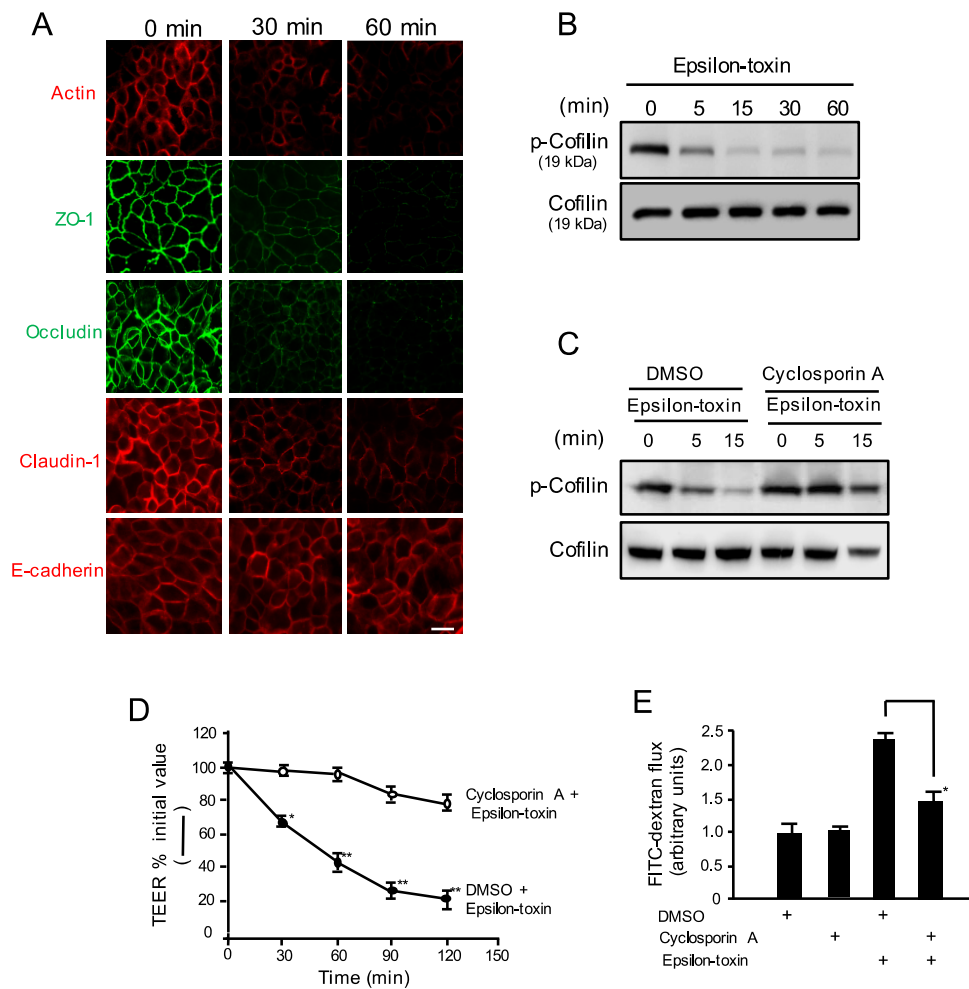 A
0 min 30 min 60 min
Actin
ZO-1
Occludin
Claudin-1
E-cadherin
B
Epsilon-toxin
(min) 0 5 15 30 60
p-Cofilin
(19 kDa)
Cofilin
(19 kDa)
C
DMSO Cyclosporin A
Epsilon-toxin Epsilon-toxin
(min) 0 5 15 0 5 15
p-Cofilin
Cofilin
D
TEER % initial value
( )
120
100
80
60
40
20
0
0 30 60 90 120 150
Time (min)
Cyclosporin A +
Epsilon-toxin
* ** ** **
DMSO +
Epsilon-toxin
E
FITC-dextran flux
(arbitrary units)
2.5
2.0
1.5
1.0
0.5
0
*
DMSO + +
Cyclosporin A + +
Epsilon-toxin + +